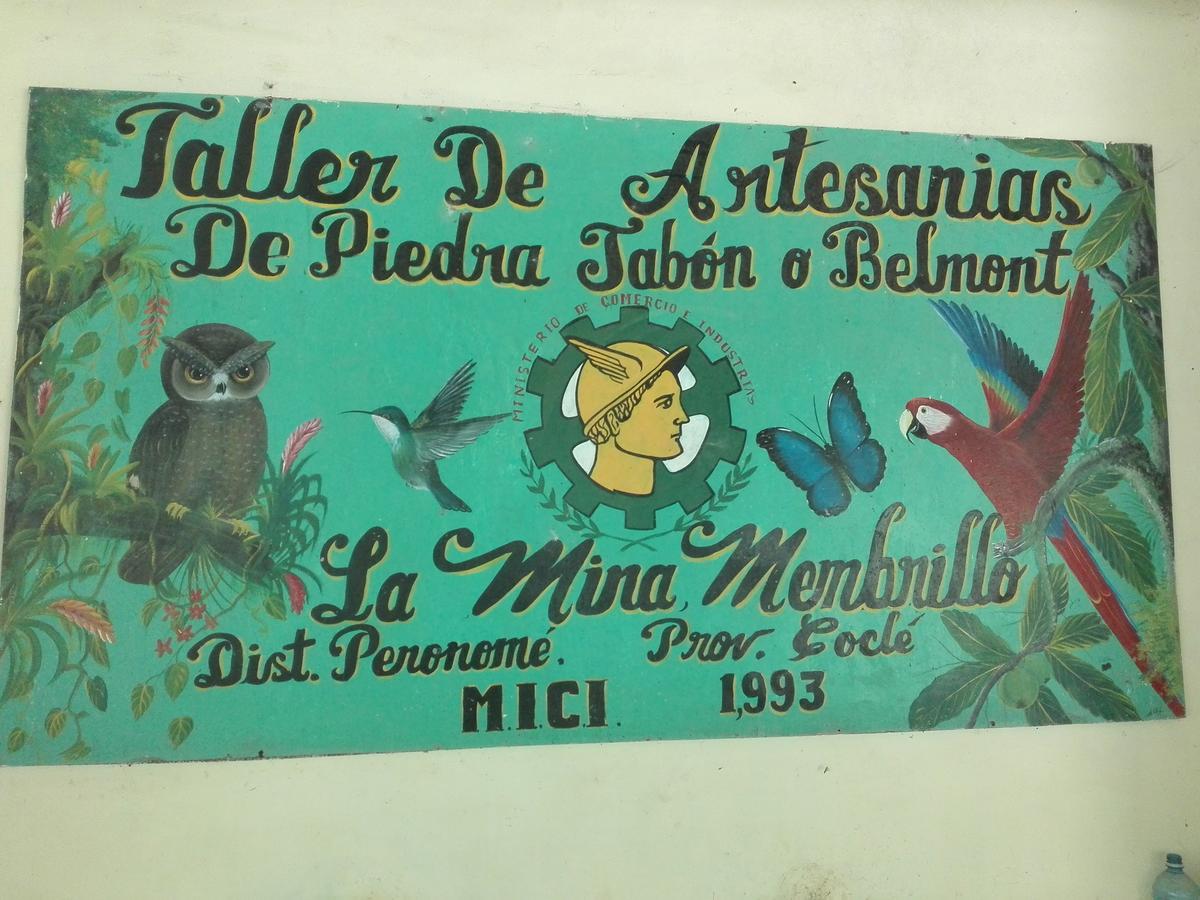 Taller De Artesanias
De Piedra Jabón o Belmont
MINISTERIO DE COMERCIO E INDUSTRIAS
La Mina, Membrillo
Dist. Penonomé. Prov. Coclé
M.I.C.I. 1,993